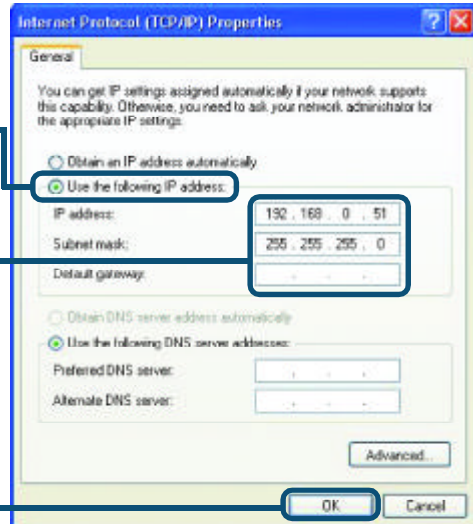 Internet Protocol (TCP/IP) Properties
General
You can get IP settings assigned automatically if your network supports
this capability. Otherwise, you need to ask your network administrator for
the appropriate IP settings.
Obtain an IP address automatically
Use the following IP address:
IP address: 192 . 168 . 0 . 51
Subnet mask: 255 . 255 . 255 . 0
Default gateway: . . .
Obtain DNS server address automatically
Use the following DNS server addresses:
Preferred DNS server: . . .
Alternate DNS server: . . .
Advanced...
OK Cancel